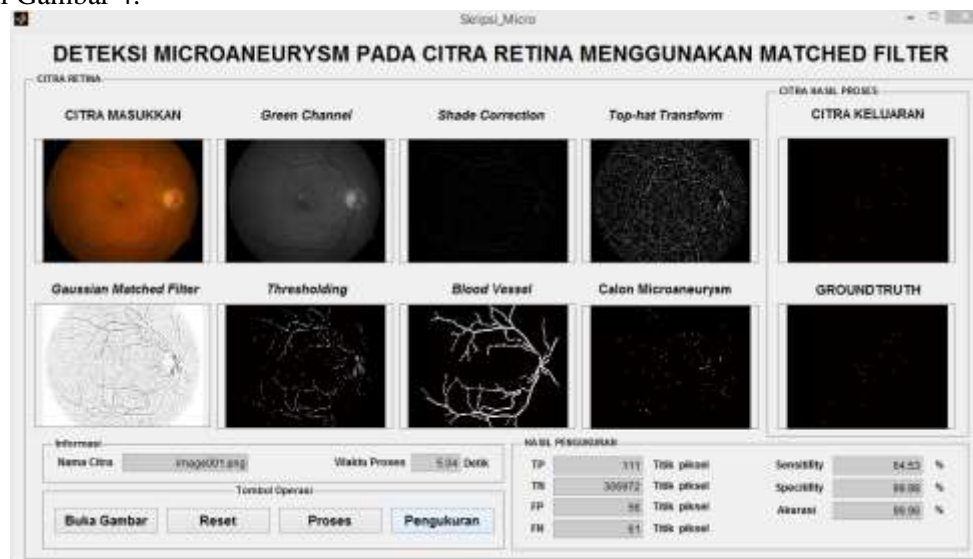 Gambar 4.
Skripsi_Micro
DETEKSI MICROANEURYSM PADA CITRA RETINA MENGGUNAKAN MATCHED FILTER
CITRA RETINA
CITRA MASUKKAN
Green Channel
Shade Correction
Top-hat Transform
CITRA HASIL PROSES
CITRA KELUARAN
Gaussian Matched Filter
Thresholding
Blood Vessel
Calon Microaneurysm
GROUNDTRUTH
Informasi
Nama Citra
image001.png
Waktu Proses
5.04 Detik
Tombol Operasi
Buka Gambar
Reset
Proses
Pengukuran
HASIL PENGUKURAN
TP
111
Titik piksel
TN
Titik piksel
FP
Titik piksel
FN
Titik piksel
Sensitifity
%
Specifitiy
%
Akurasi
%